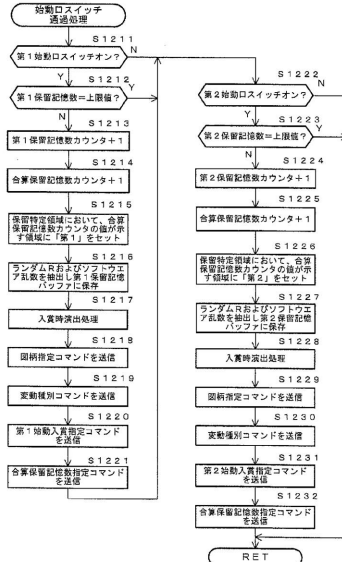 始動口スイッチ
通過処理
S1211
第1始動口スイッチオン？
N
Y
S1212
第1保留記憶数＝上限値？
Y
N
S1213
第1保留記憶数カウンタ＋1
S1214
合算保留記憶数カウンタ＋1
S1215
保留特定領域において、合算
保留記憶数カウンタの値が示
す領域に「第1」をセット
S1216
ランダムRおよびソフトウエ
ア乱数を抽出し第1保留記憶
バッファに保存
S1217
入賞時演出処理
S1218
図柄指定コマンドを送信
S1219
変動種別コマンドを送信
S1220
第1始動入賞指定コマンド
を送信
S1221
合算保留記憶数指定コマンド
を送信
S1222
第2始動口スイッチオン？
N
Y
S1223
第2保留記憶数＝上限値？
Y
N
S1224
第2保留記憶数カウンタ＋1
S1225
合算保留記憶数カウンタ＋1
S1226
保留特定領域において、合算
保留記憶数カウンタの値が示
す領域に「第2」をセット
S1227
ランダムRおよびソフトウエ
ア乱数を抽出し第2保留記憶
バッファに保存
S1228
入賞時演出処理
S1229
図柄指定コマンドを送信
S1230
変動種別コマンドを送信
S1231
第2始動入賞指定コマンド
を送信
S1232
合算保留記憶数指定コマンド
を送信
RET